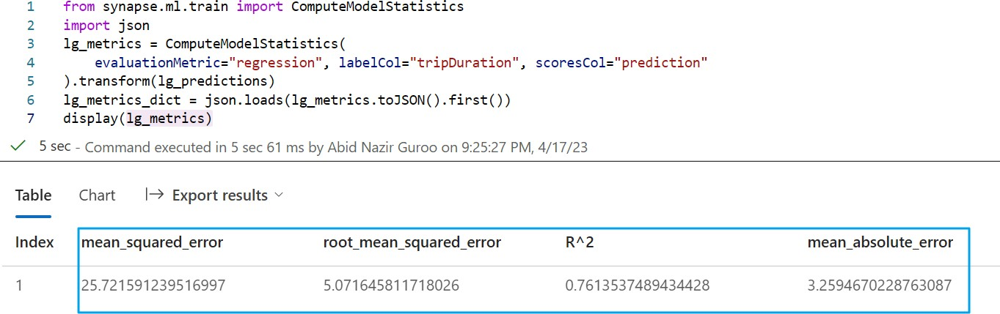 1 from synapse.ml.train import ComputeModelStatistics
2 import json
3 lg_metrics = ComputeModelStatistics(
4     evaluationMetric="regression", labelCol="tripDuration", scoresCol="prediction"
5 ).transform(lg_predictions)
6 lg_metrics_dict = json.loads(lg_metrics.toJSON().first())
7 display(lg_metrics)
5 sec - Command executed in 5 sec 61 ms by Abid Nazir Guroo on 9:25:27 PM, 4/17/23
Table Chart Export results
Index mean_squared_error root_mean_squared_error R^2 mean_absolute_error
1 25.721591239516997 5.071645811718026 0.7613537489434428 3.2594670228763087